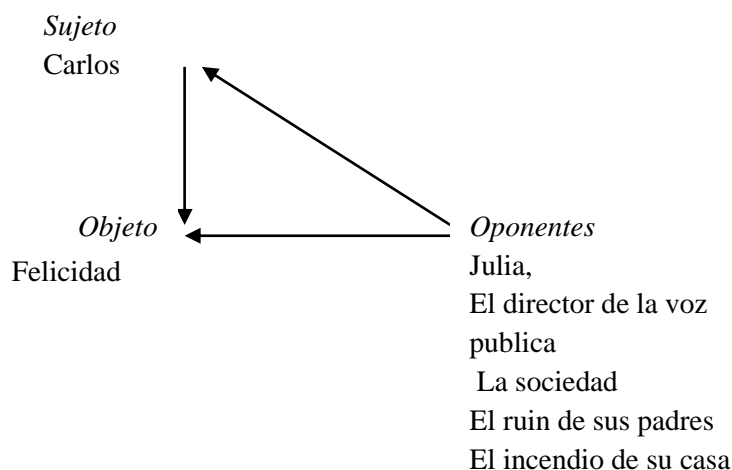 Sujeto
Carlos
Objeto
Felicidad
Oponentes
Julia,
El director de la voz
publica
La sociedad
El ruin de sus padres
El incendio de su casa